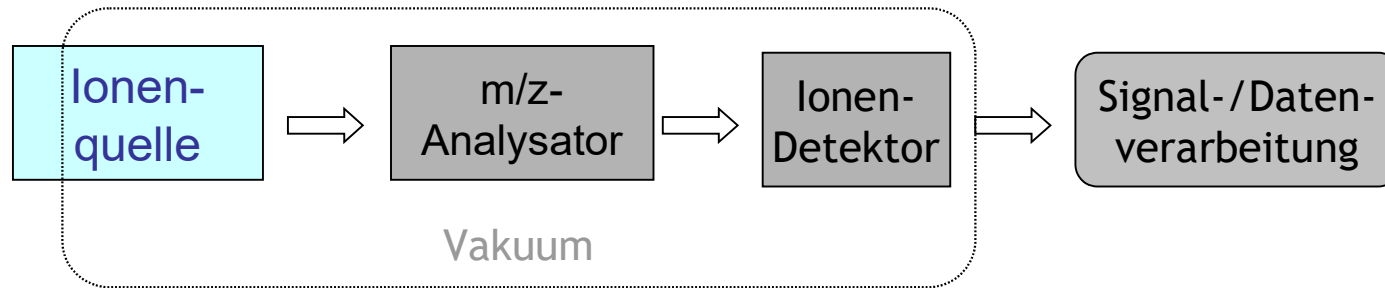 Ionen-
quelle
m/z-
Analysator
Ionen-
Detektor
Signal-/Daten-
verarbeitung
Vakuum